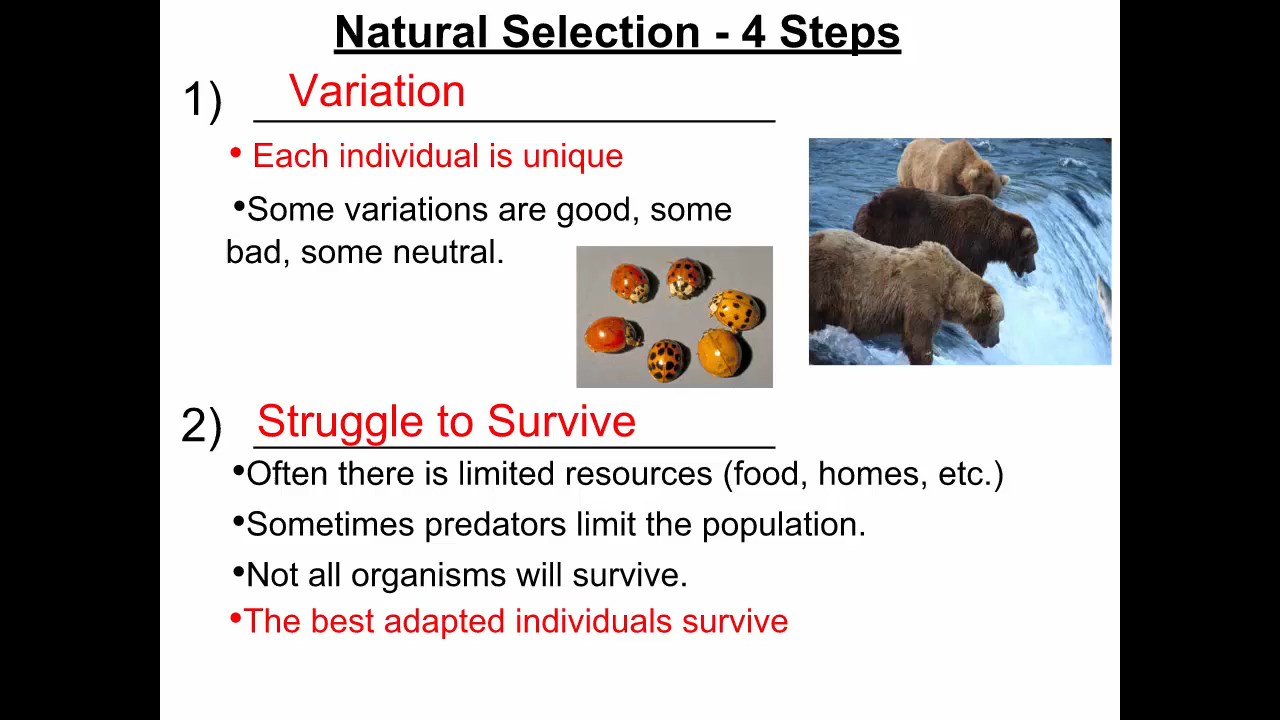 Natural Selection - 4 Steps
1) Variation
• Each individual is unique
•Some variations are good, some
bad, some neutral.
2) Struggle to Survive
•Often there is limited resources (food, homes, etc.)
•Sometimes predators limit the population.
•Not all organisms will survive.
•The best adapted individuals survive